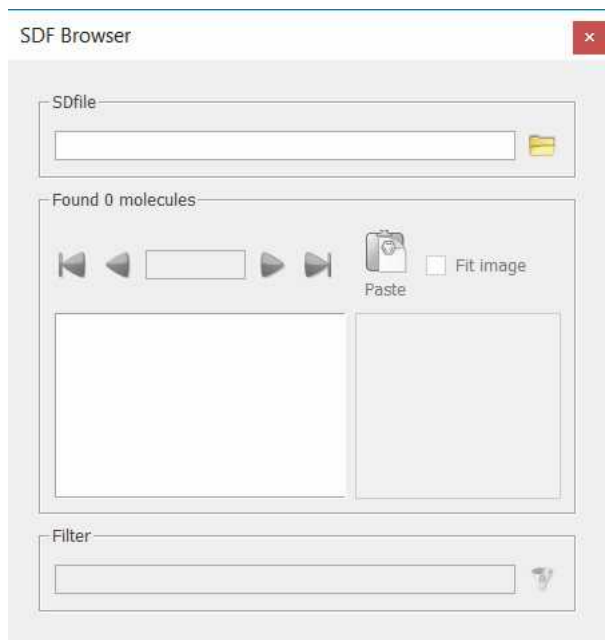 SDF Browser
SDfile
Found 0 molecules
Paste
Fit image
Filter